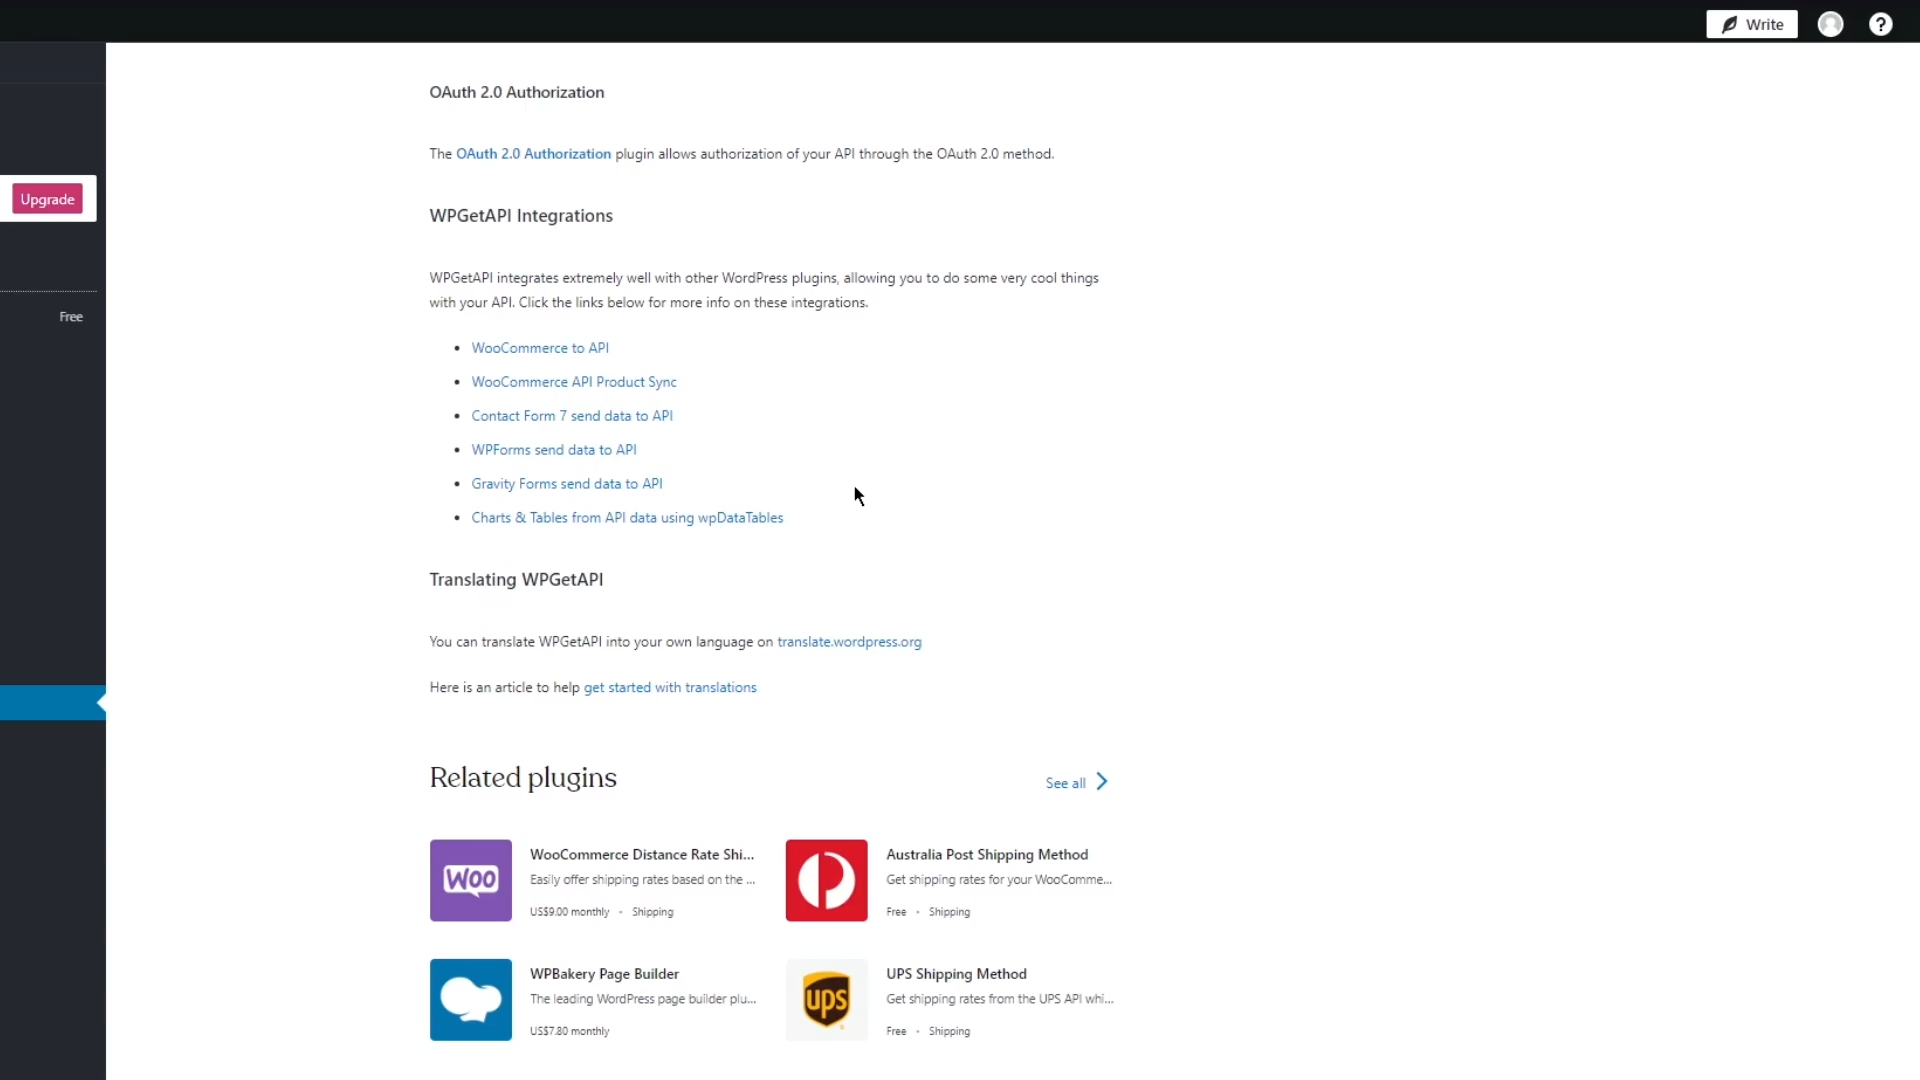 Write
?
Upgrade
Free
OAuth 2.0 Authorization
The OAuth 2.0 Authorization plugin allows authorization of your API through the OAuth 2.0 method.
WPGetAPI Integrations
WPGetAPI integrates extremely well with other WordPress plugins, allowing you to do some very cool things
with your API. Click the links below for more info on these integrations.
• WooCommerce to API
• WooCommerce API Product Sync
• Contact Form 7 send data to API
• WPForms send data to API
• Gravity Forms send data to API
• Charts & Tables from API data using wpDataTables
Translating WPGetAPI
You can translate WPGetAPI into your own language on translate.wordpress.org
Here is an article to help get started with translations
Related plugins
See all
Woo
WooCommerce Distance Rate Shi...
Easily offer shipping rates based on the ...
US$9.00 monthly · Shipping
Australia Post Shipping Method
Get shipping rates for your WooComme...
Free · Shipping
WPBakery Page Builder
The leading WordPress page builder plu...
US$7.80 monthly
ups
UPS Shipping Method
Get shipping rates from the UPS API whi...
Free · Shipping